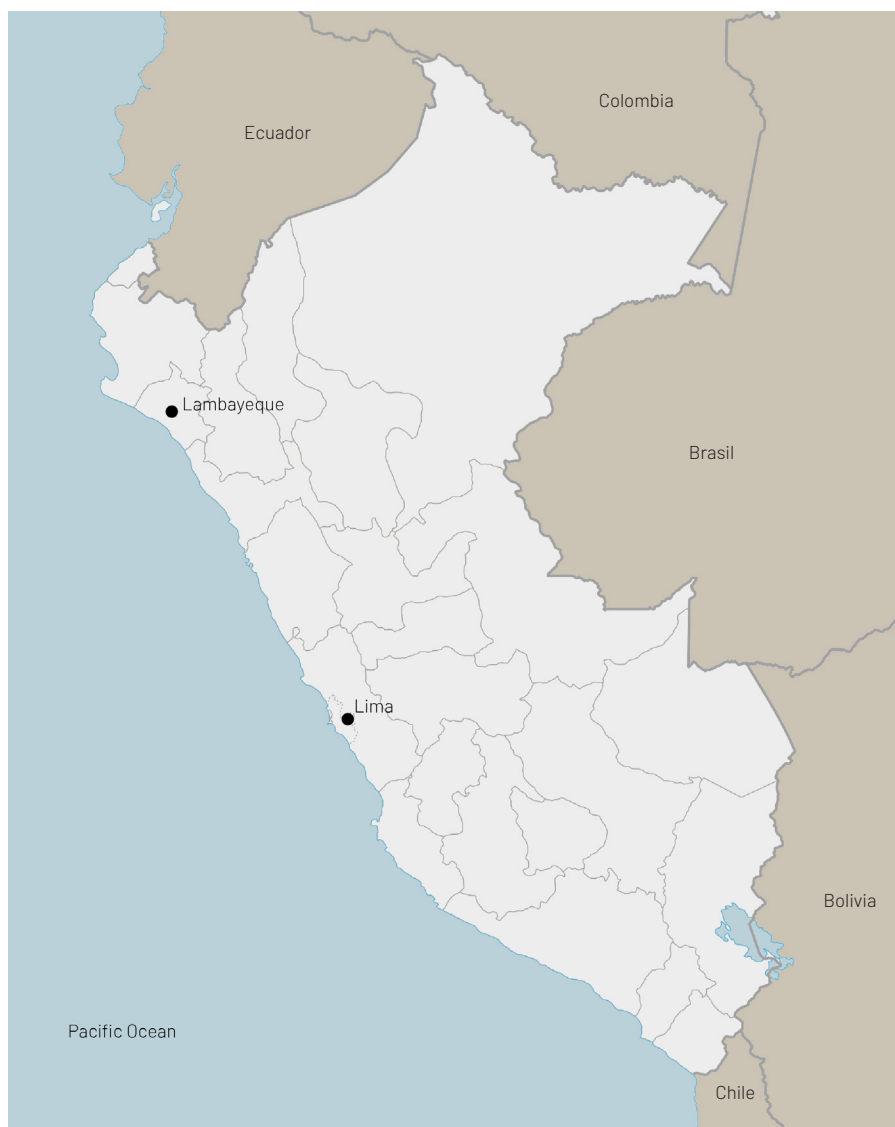 Colombia
Ecuador
Lambayeque
Brasil
Lima
Bolivia
Pacific Ocean
Chile